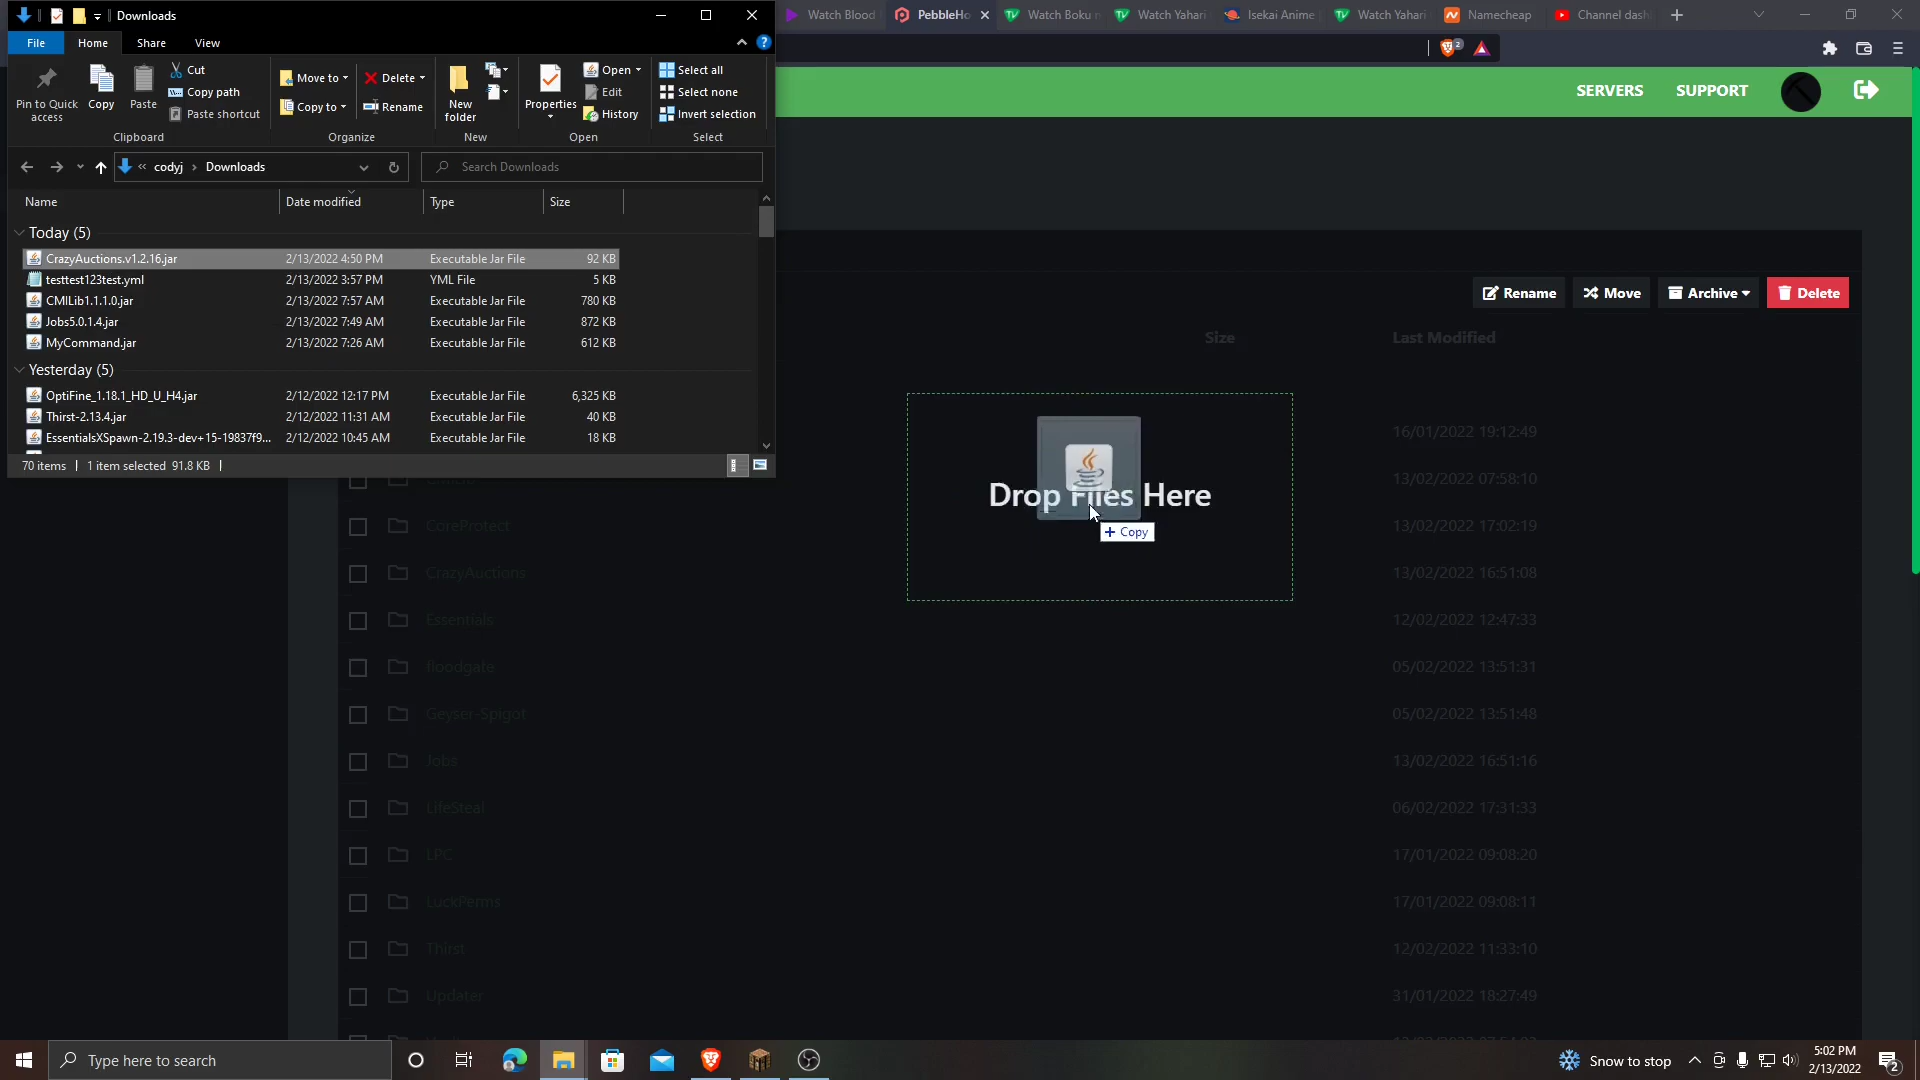 Downloads
File Home Share View
Pin to Quick access
Copy
Paste
Cut
Copy path
Paste shortcut
Clipboard
Move to
Copy to
Delete
Rename
Organize
New folder
New
Properties
Open
Edit
History
Open
Select all
Select none
Invert selection
Select
« codyj › Downloads
Search Downloads
Name Date modified Type Size
Today (5)
CrazyAuctions.v1.2.16.jar 2/13/2022 4:50 PM Executable Jar File 92 KB
testtest123test.yml 2/13/2022 3:57 PM YML File 5 KB
CMILib1.1.1.0.jar 2/13/2022 7:57 AM Executable Jar File 780 KB
Jobs5.0.1.4.jar 2/13/2022 7:49 AM Executable Jar File 872 KB
MyCommand.jar 2/13/2022 7:26 AM Executable Jar File 612 KB
Yesterday (5)
OptiFine_1.18.1_HD_U_H4.jar 2/12/2022 12:17 PM Executable Jar File 6,325 KB
Thirst-2.13.4.jar 2/12/2022 11:31 AM Executable Jar File 40 KB
EssentialsXSpawn-2.19.3-dev+15-19837f9... 2/12/2022 10:45 AM Executable Jar File 18 KB
70 items 1 item selected 91.8 KB
Watch Blood PebbleHo Watch Boku n Watch Yahari Isekai Anime Watch Yahari Namecheap Channel dash
2
SERVERS SUPPORT
Rename Move Archive Delete
Size Last Modified
Drop Files Here
+ Copy
16/01/2022 19:12:49
13/02/2022 07:58:10
CoreProtect 13/02/2022 17:02:19
CrazyAuctions 13/02/2022 16:51:08
Essentials 12/02/2022 12:47:33
floodgate 05/02/2022 13:51:31
Geyser-Spigot 05/02/2022 13:51:48
Jobs 13/02/2022 16:51:16
LifeSteal 06/02/2022 17:31:33
LPC 17/01/2022 09:08:20
LuckPerms 17/01/2022 09:08:11
Thirst 12/02/2022 11:33:10
Updater 31/01/2022 18:27:49
Type here to search
Snow to stop
5:02 PM
2/13/2022
2